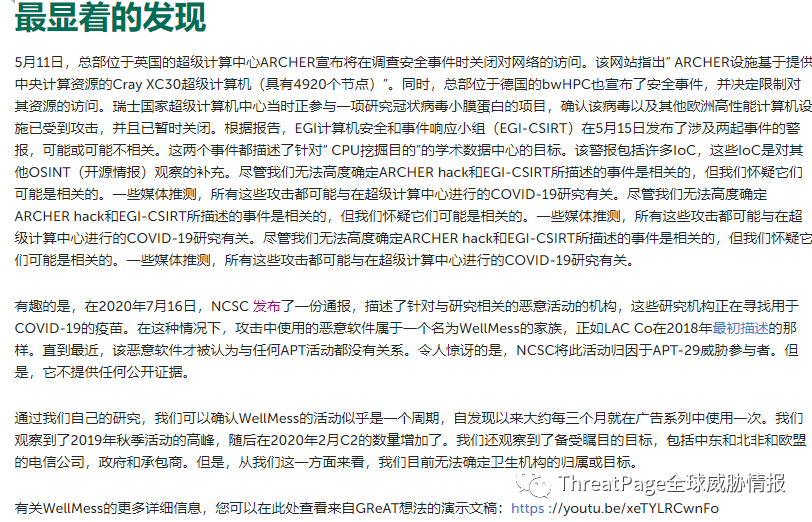 最显着的发现
5月11日，总部位于英国的超级计算中心ARCHER宣布将在调查安全事件时关闭对网络的访问。该网站指出" ARCHER设施基于提供
中央计算资源的Cray XC30超级计算机（具有4920个节点）"。同时，总部位于德国的bwHPC也宣布了安全事件，并决定限制对
其资源的访问。瑞士国家超级计算机中心当时正参与一项研究冠状病毒小膜蛋白的项目，确认该病毒以及其他欧洲高性能计算机设
施已受到攻击，并且已暂时关闭。根据报告，EGI计算机安全和事件响应小组（EGI-CSIRT）在5月15日发布了涉及两起事件的警
报，可能或可能不相关。这两个事件都描述了针对" CPU挖掘目的"的学术数据中心的目标。该警报包括许多IoC，这些IoC是对其
他OSINT（开源情报）观察的补充。尽管我们无法高度确定ARCHER hack和EGI-CSIRT所描述的事件是相关的，但我们怀疑它们
可能是相关的。一些媒体推测，所有这些攻击都可能与在超级计算中心进行的COVID-19研究有关。尽管我们无法高度确定
ARCHER hack和EGI-CSIRT所描述的事件是相关的，但我们怀疑它们可能是相关的。一些媒体推测，所有这些攻击都可能与在超
级计算中心进行的COVID-19研究有关。尽管我们无法高度确定ARCHER hack和EGI-CSIRT所描述的事件是相关的，但我们怀疑它
们可能是相关的。一些媒体推测，所有这些攻击都可能与在超级计算中心进行的COVID-19研究有关。
有趣的是，在2020年7月16日，NCSC 发布了一份通报，描述了针对与研究相关的恶意活动的机构，这些研究机构正在寻找用于
COVID-19的疫苗。在这种情况下，攻击中使用的恶意软件属于一个名为WellMess的家族，正如LAC Co在2018年最初描述的那
样。直到最近，该恶意软件才被认为与任何APT活动都没有关系。令人惊讶的是，NCSC将此活动归因于APT-29威胁参与者。但
是，它不提供任何公开证据。
通过我们自己的研究，我们可以确认WellMess的活动似乎是一个周期，自发现以来大约每三个月就在广告系列中使用一次。我们
观察到了2019年秋季活动的高峰，随后在2020年2月C2的数量增加了。我们还观察到了备受瞩目的目标，包括中东和北非和欧盟
的电信公司，政府和承包商。但是，从我们这一方面来看，我们目前无法确定卫生机构的归属或目标。
ThreatPage全球威胁情报
有关WellMess的更多详细信息，您可以在此处查看来自GReAT想法的演示文稿：https ://youtu.be/xeTYLRCwnFo